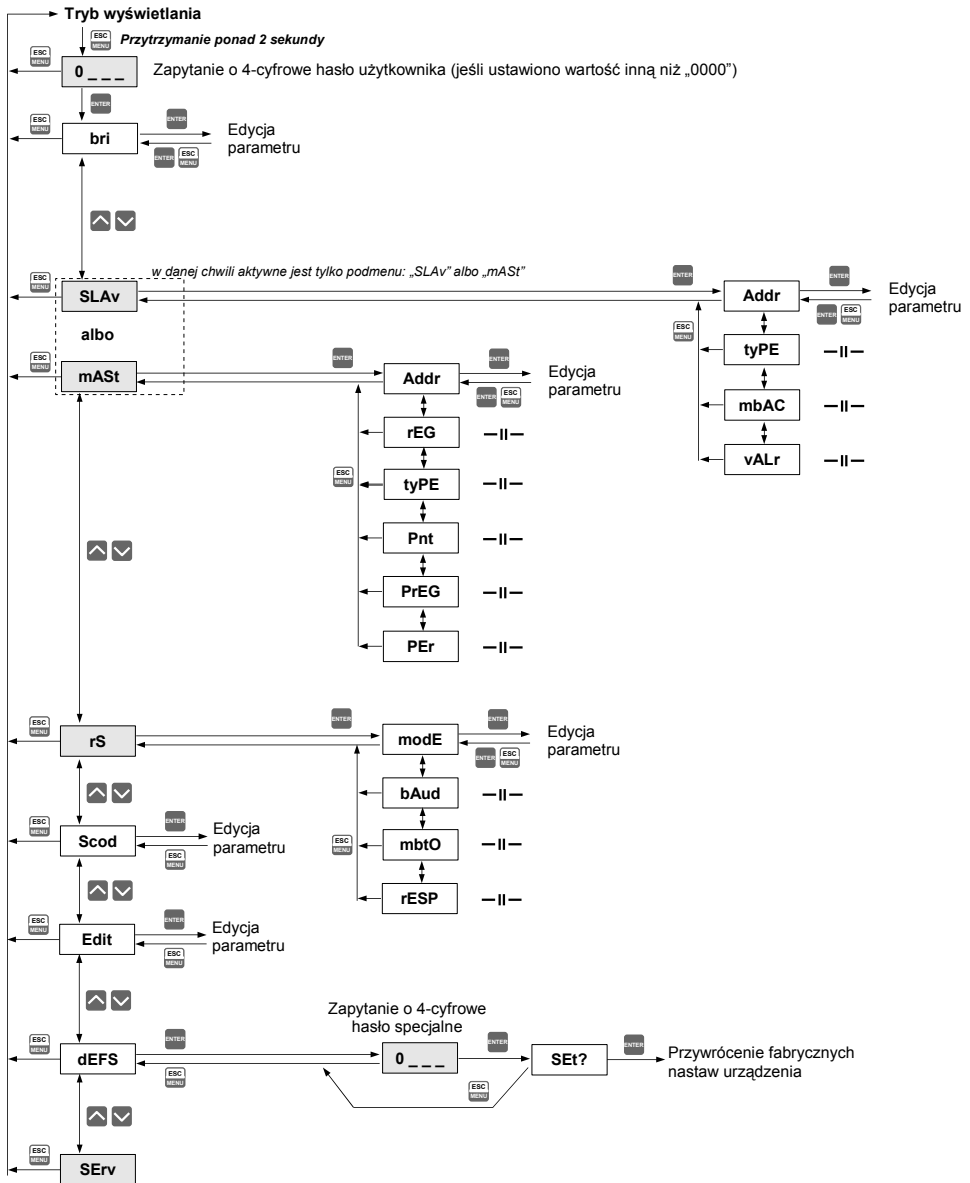 Tryb wyświetlania
ESC MENU
Przytrzymanie ponad 2 sekundy
ESC MENU
0 _ _ _
Zapytanie o 4-cyfrowe hasło użytkownika (jeśli ustawiono wartość inną niż „0000”)
ENTER
ESC MENU
bri
ENTER
ENTER ESC MENU
Edycja
parametru
w danej chwili aktywne jest tylko podmenu: „SLAv” albo „mASt”
ESC MENU
SLAv
ENTER
Addr
ENTER
ENTER ESC MENU
Edycja
parametru
albo
ESC MENU
tyPE
—II—
mbAC
—II—
vALr
—II—
ESC MENU
mASt
ENTER
Addr
ENTER
ENTER ESC MENU
Edycja
parametru
rEG
—II—
ESC MENU
tyPE
—II—
Pnt
—II—
PrEG
—II—
PEr
—II—
ESC MENU
rS
ENTER
modE
ENTER
ENTER ESC MENU
Edycja
parametru
bAud
—II—
ESC MENU
mbtO
—II—
rESP
—II—
ESC MENU
Scod
ENTER
ESC MENU
Edycja
parametru
ESC MENU
Edit
ENTER
ESC MENU
Edycja
parametru
Zapytanie o 4-cyfrowe
hasło specjalne
ESC MENU
dEFS
ENTER
ESC MENU
0 _ _ _
ENTER
ESC MENU
SEt?
ENTER
Przywrócenie fabrycznych
nastaw urządzenia
ESC MENU
SErv